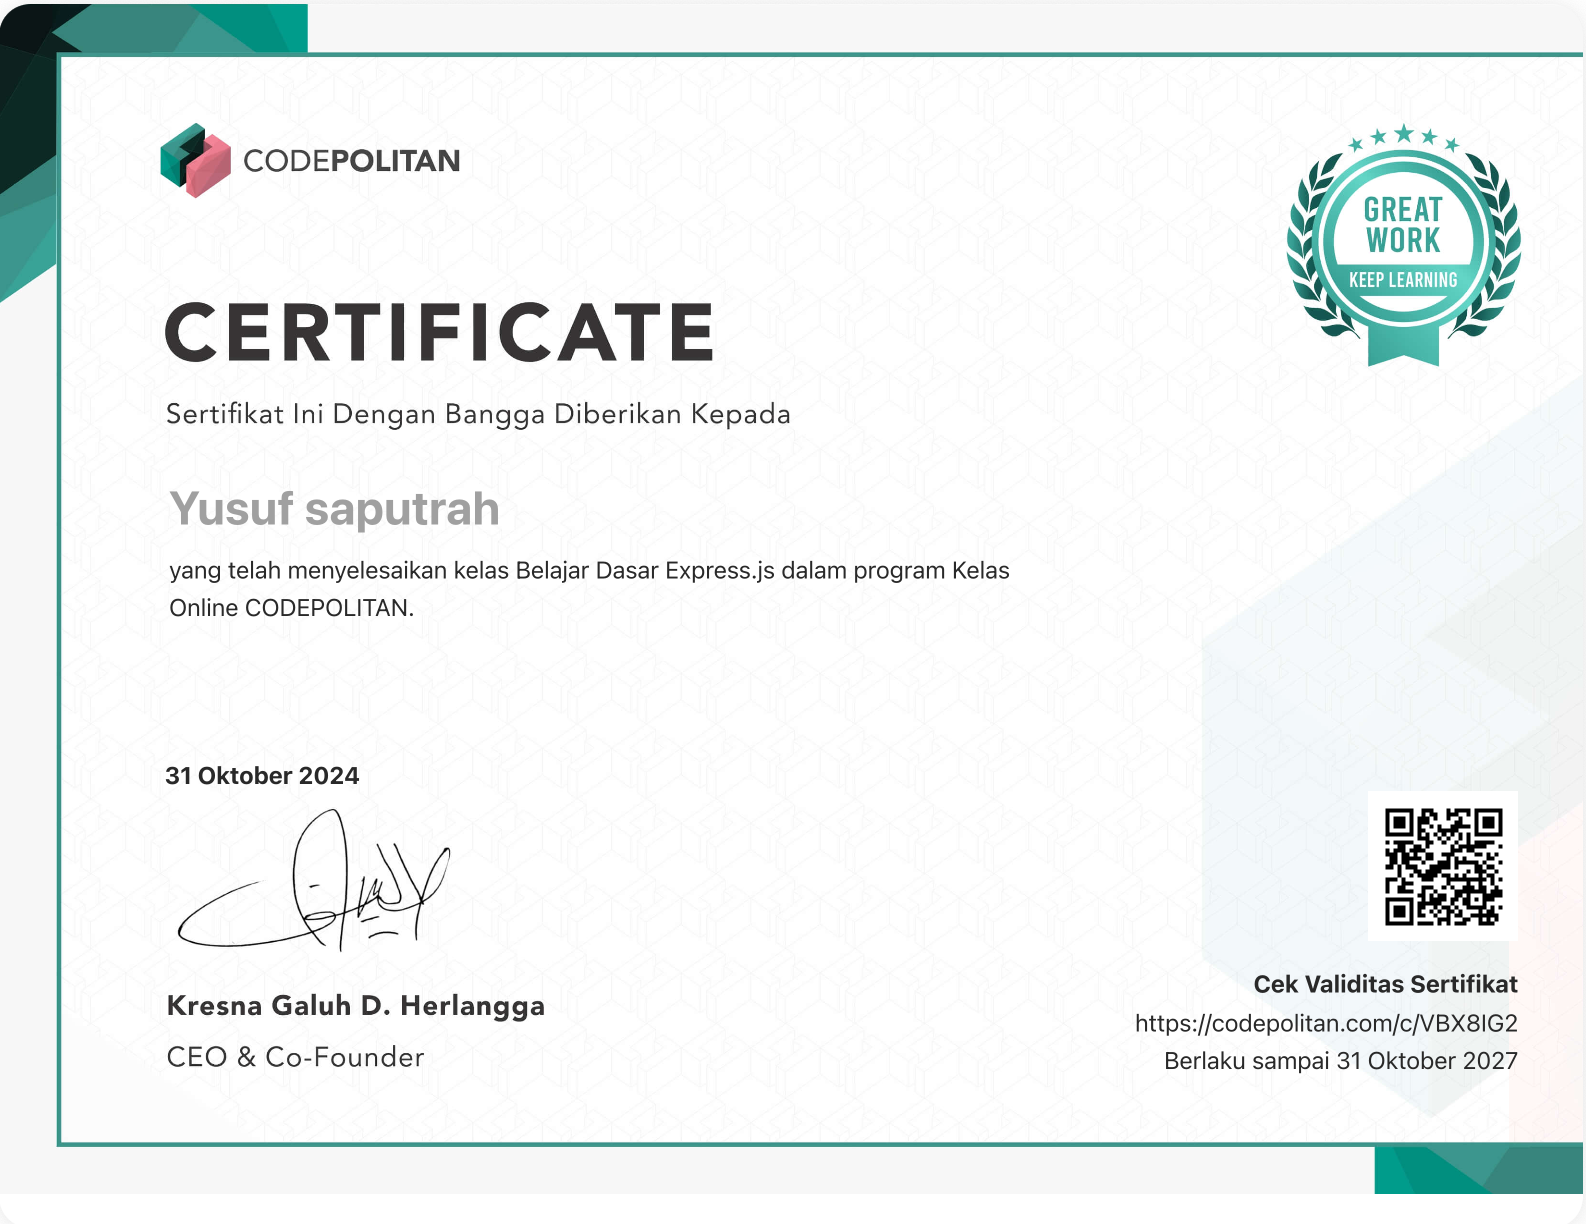 CODEPOLITAN
GREAT
WORK
KEEP LEARNING
CERTIFICATE
Sertifikat Ini Dengan Bangga Diberikan Kepada
Yusuf saputrah
yang telah menyelesaikan kelas Belajar Dasar Express.js dalam program Kelas
Online CODEPOLITAN.
31 Oktober 2024
Kresna Galuh D. Herlangga
CEO & Co-Founder
Cek Validitas Sertifikat
https://codepolitan.com/c/VBX8IG2
Berlaku sampai 31 Oktober 2027